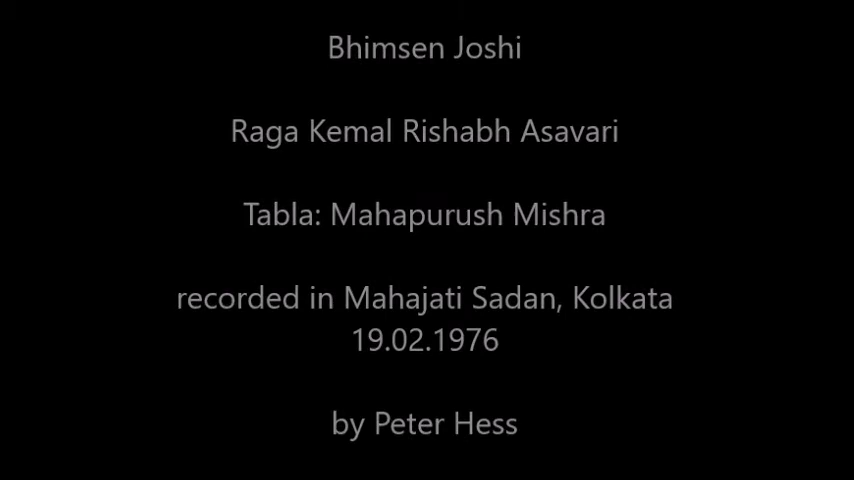 Bhimsen Joshi
Raga Kemal Rishabh Asavari
Tabla: Mahapurush Mishra
recorded in Mahajati Sadan, Kolkata
19.02.1976
by Peter Hess